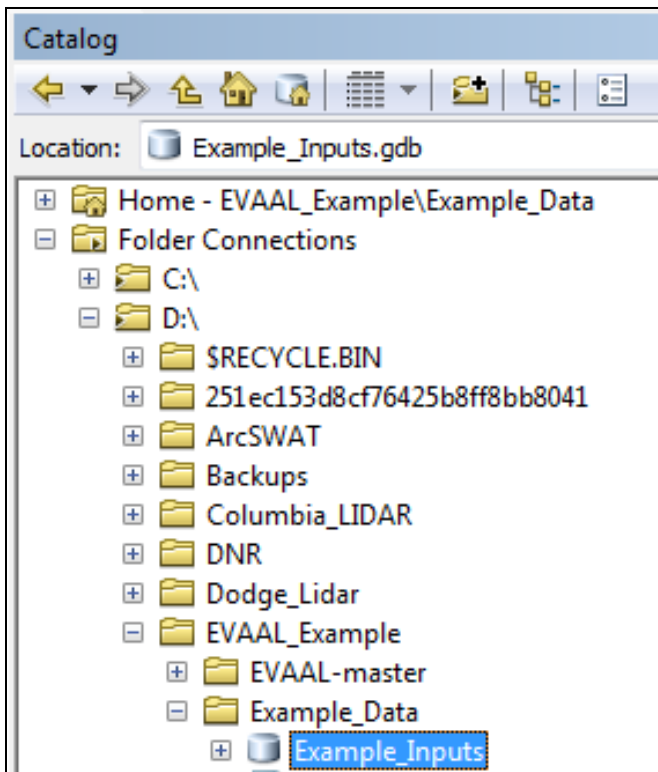 Catalog
Location: Example_Inputs.gdb
Home - EVAAL_Example\Example_Data
Folder Connections
C:\
D:\
$RECYCLE.BIN
251ec153d8cf76425b8ff8bb8041
ArcSWAT
Backups
Columbia_LIDAR
DNR
Dodge_Lidar
EVAAL_Example
EVAAL-master
Example_Data
Example_Inputs